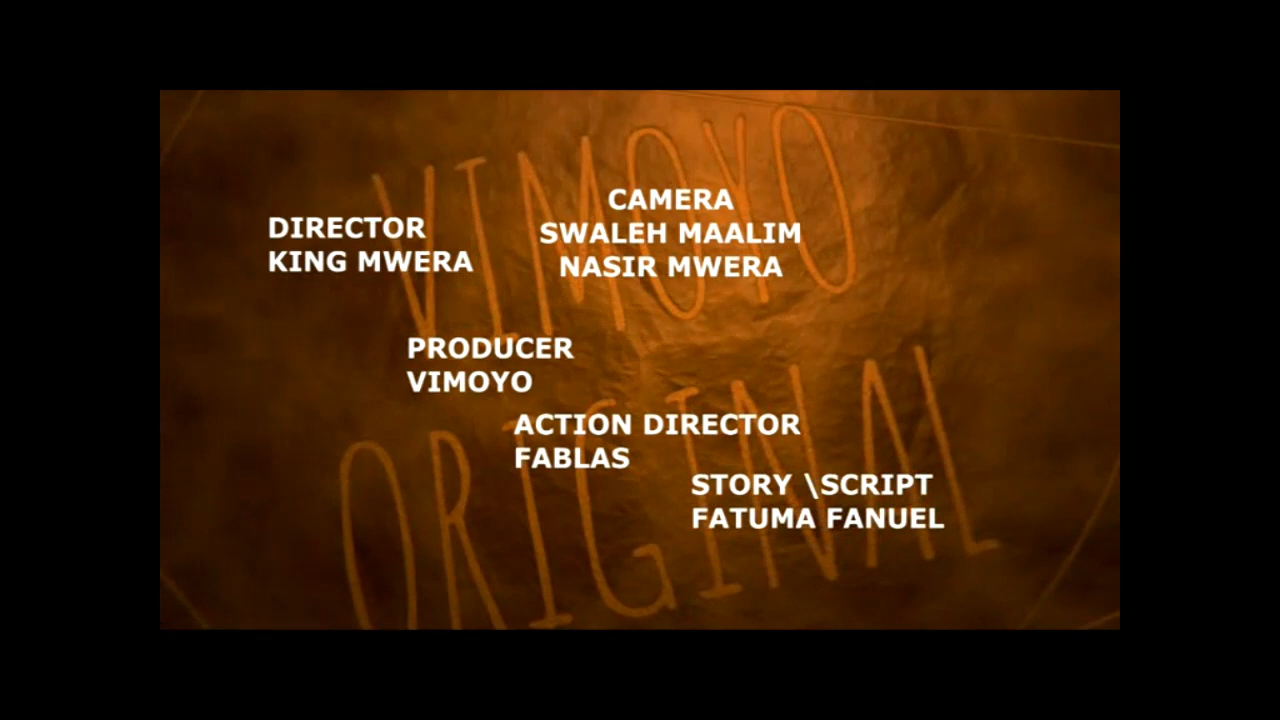 VIMOYO
ORIGINAL
DIRECTOR
KING MWERA
CAMERA
SWALEH MAALIM
NASIR MWERA
PRODUCER
VIMOYO
ACTION DIRECTOR
FABLAS
STORY \SCRIPT
FATUMA FANUEL